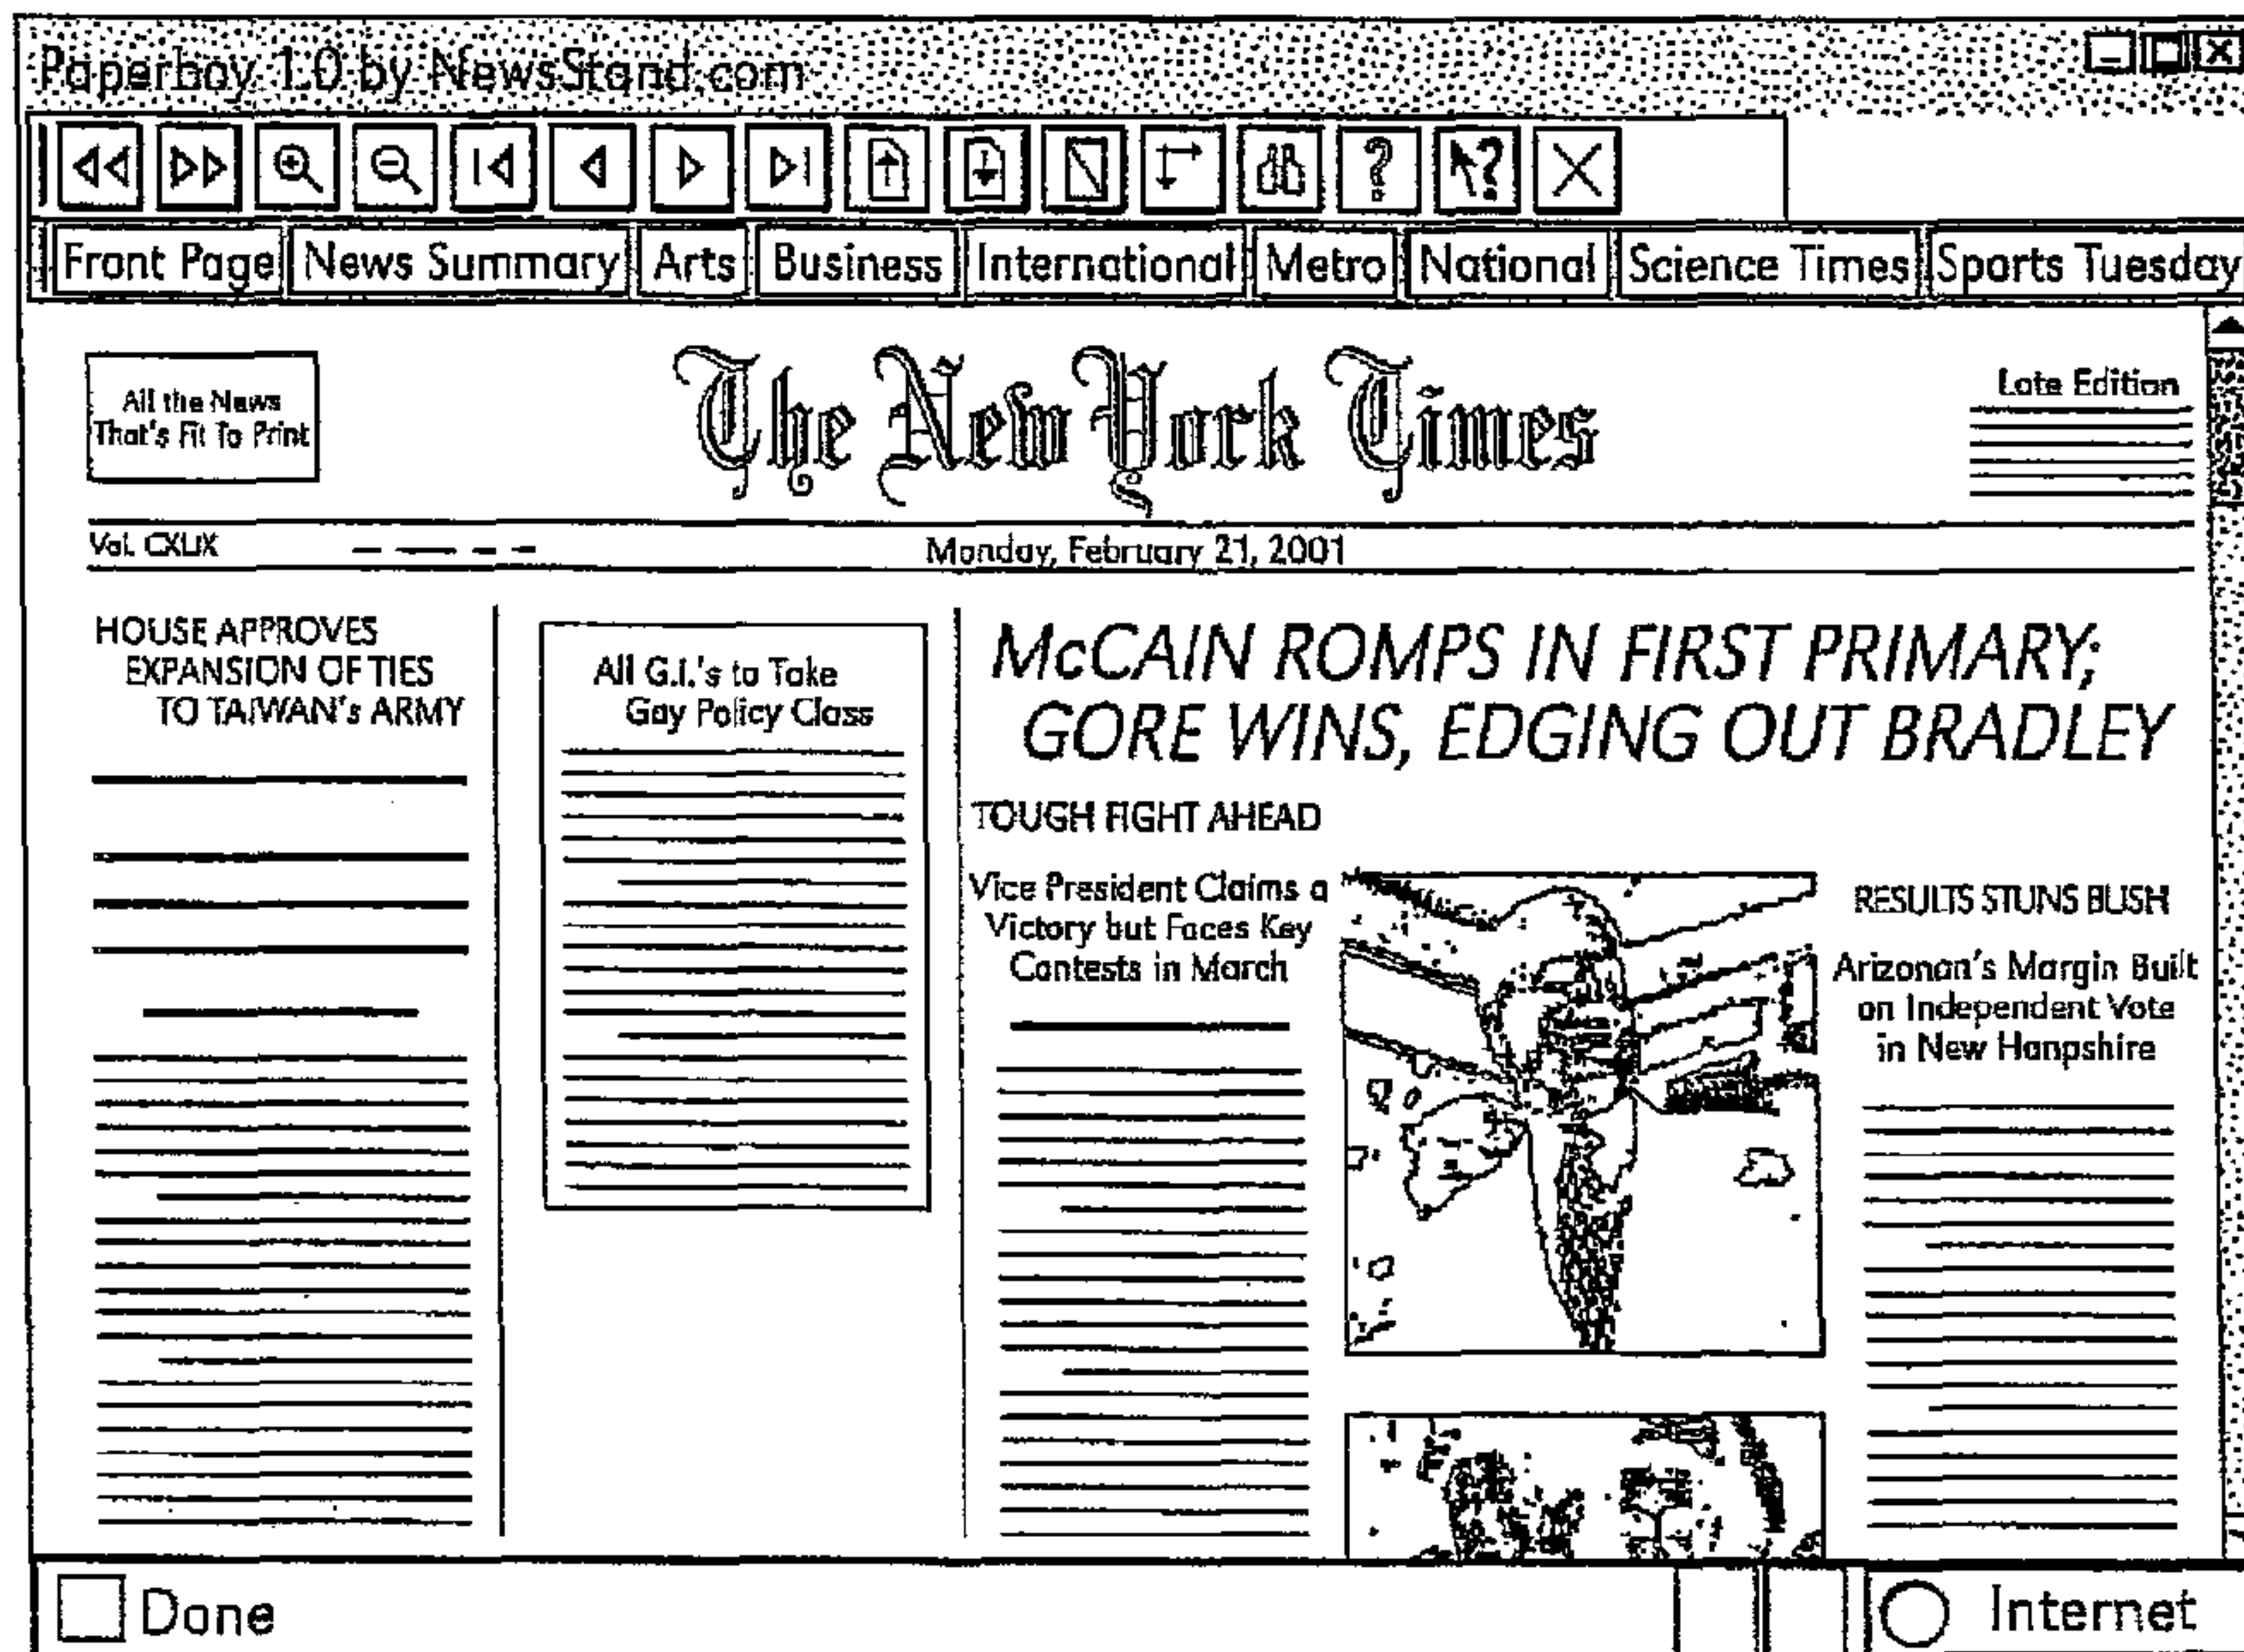 Paperboy 1.0 by NewsStand.com
Front Page News Summary Arts Business International Metro National Science Times Sports Tuesday
All the News
That's Fit To Print
The New York Times
Late Edition
Vol. CXLIX
Monday, February 21, 2001
HOUSE APPROVES
EXPANSION OF TIES
TO TAIWAN's ARMY
All G.I.'s to Take
Gay Policy Class
McCAIN ROMPS IN FIRST PRIMARY;
GORE WINS, EDGING OUT BRADLEY
TOUGH FIGHT AHEAD
Vice President Claims a
Victory but Faces Key
Contests in March
RESULTS STUNS BUSH
Arizonan's Margin Built
on Independent Vote
in New Hanpshire
Done
Internet